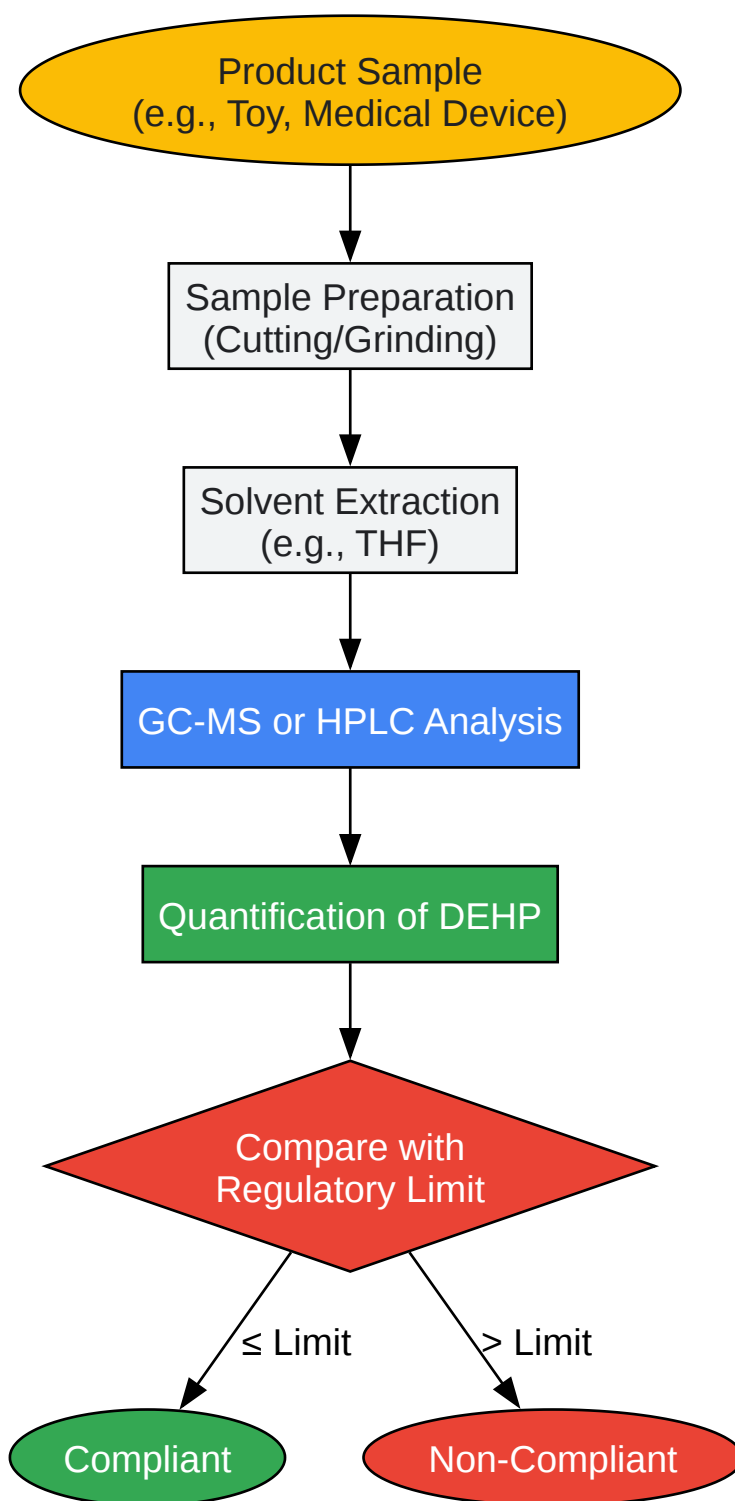 Product Sample
(e.g., Toy, Medical Device)
Sample Preparation
(Cutting/Grinding)
Solvent Extraction
(e.g., THF)
GC-MS or HPLC Analysis
Quantification of DEHP
Compare with
Regulatory Limit
≤ Limit
> Limit
Compliant
Non-Compliant